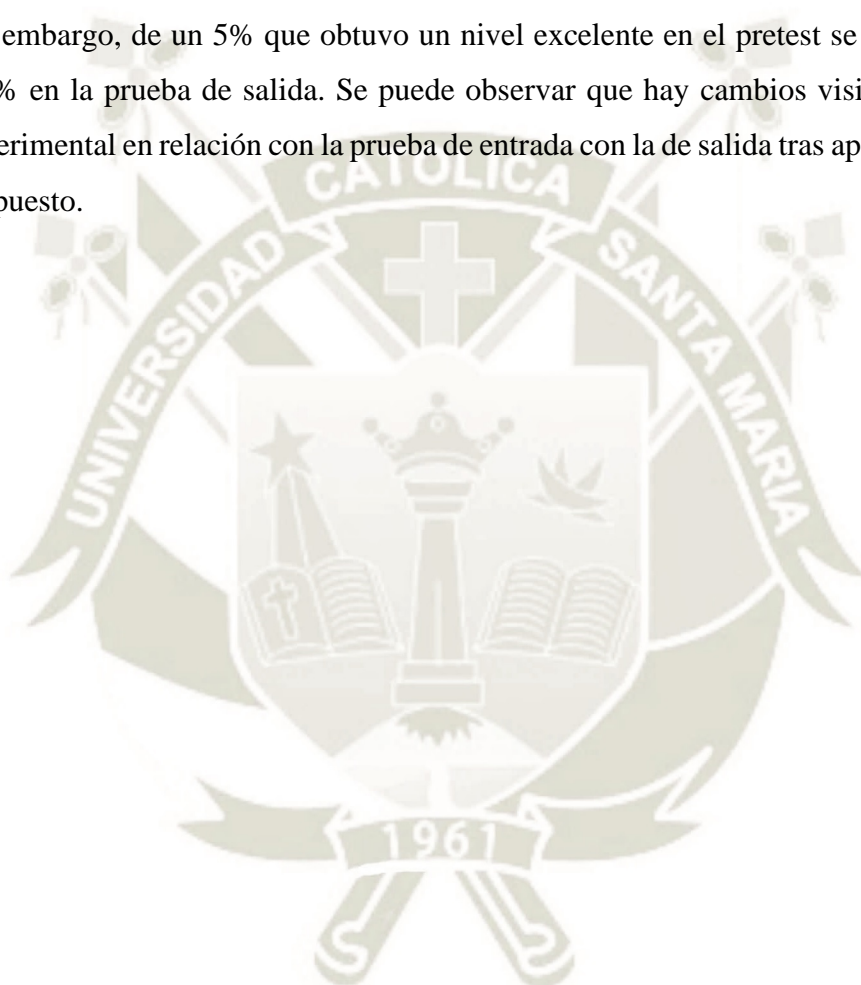 embargo, de un 5% que obtuvo un nivel excelente en el pretest se
% en la prueba de salida. Se puede observar que hay cambios
erimental en relación con la prueba de entrada con la de salida tras
puesto.
UNIVERSIDAD
CATOLICA
SANTA MARIA
1961